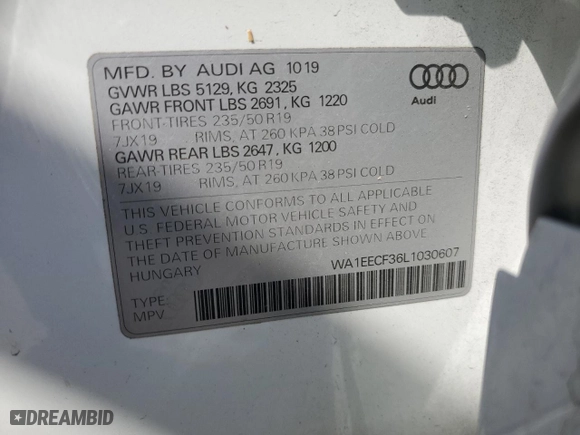 MFD. BY AUDI AG 10 19
GVWR LBS 5129, KG 2325
GAWR FRONT LBS 2691, KG 1220
FRONT-TIRES 235/50 R19
7JX19 RIMS, AT 260 KPA 38 PSI COLD
GAWR REAR LBS 2647, KG 1200
REAR-TIRES 235/50 R19
7JX19 RIMS, AT 260 KPA 38 PSI COLD
THIS VEHICLE CONFORMS TO ALL APPLICABLE
U.S. FEDERAL MOTOR VEHICLE SAFETY AND
THEFT PREVENTION STANDARDS IN EFFECT ON
THE DATE OF MANUFACTURE SHOWN ABOVE.
HUNGARY WA1EECF36L1030607
TYPE:
MPV
Audi
DREAMBID